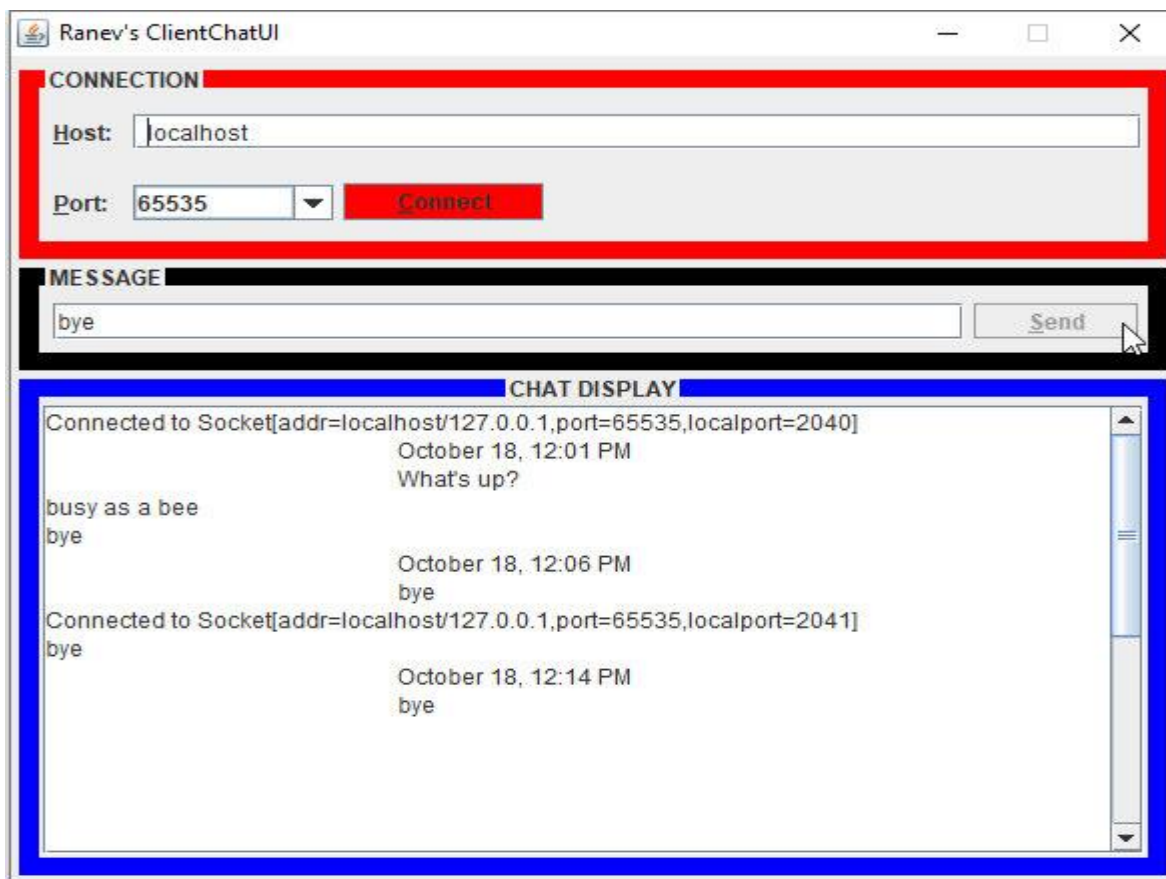 Ranev's ClientChatUI
CONNECTION
Host: localhost
Port: 65535 Connect
MESSAGE
bye Send
CHAT DISPLAY
Connected to Socket[addr=localhost/127.0.0.1,port=65535,localport=2040]
October 18, 12:01 PM
What's up?
busy as a bee
bye
October 18, 12:06 PM
bye
Connected to Socket[addr=localhost/127.0.0.1,port=65535,localport=2041]
bye
October 18, 12:14 PM
bye